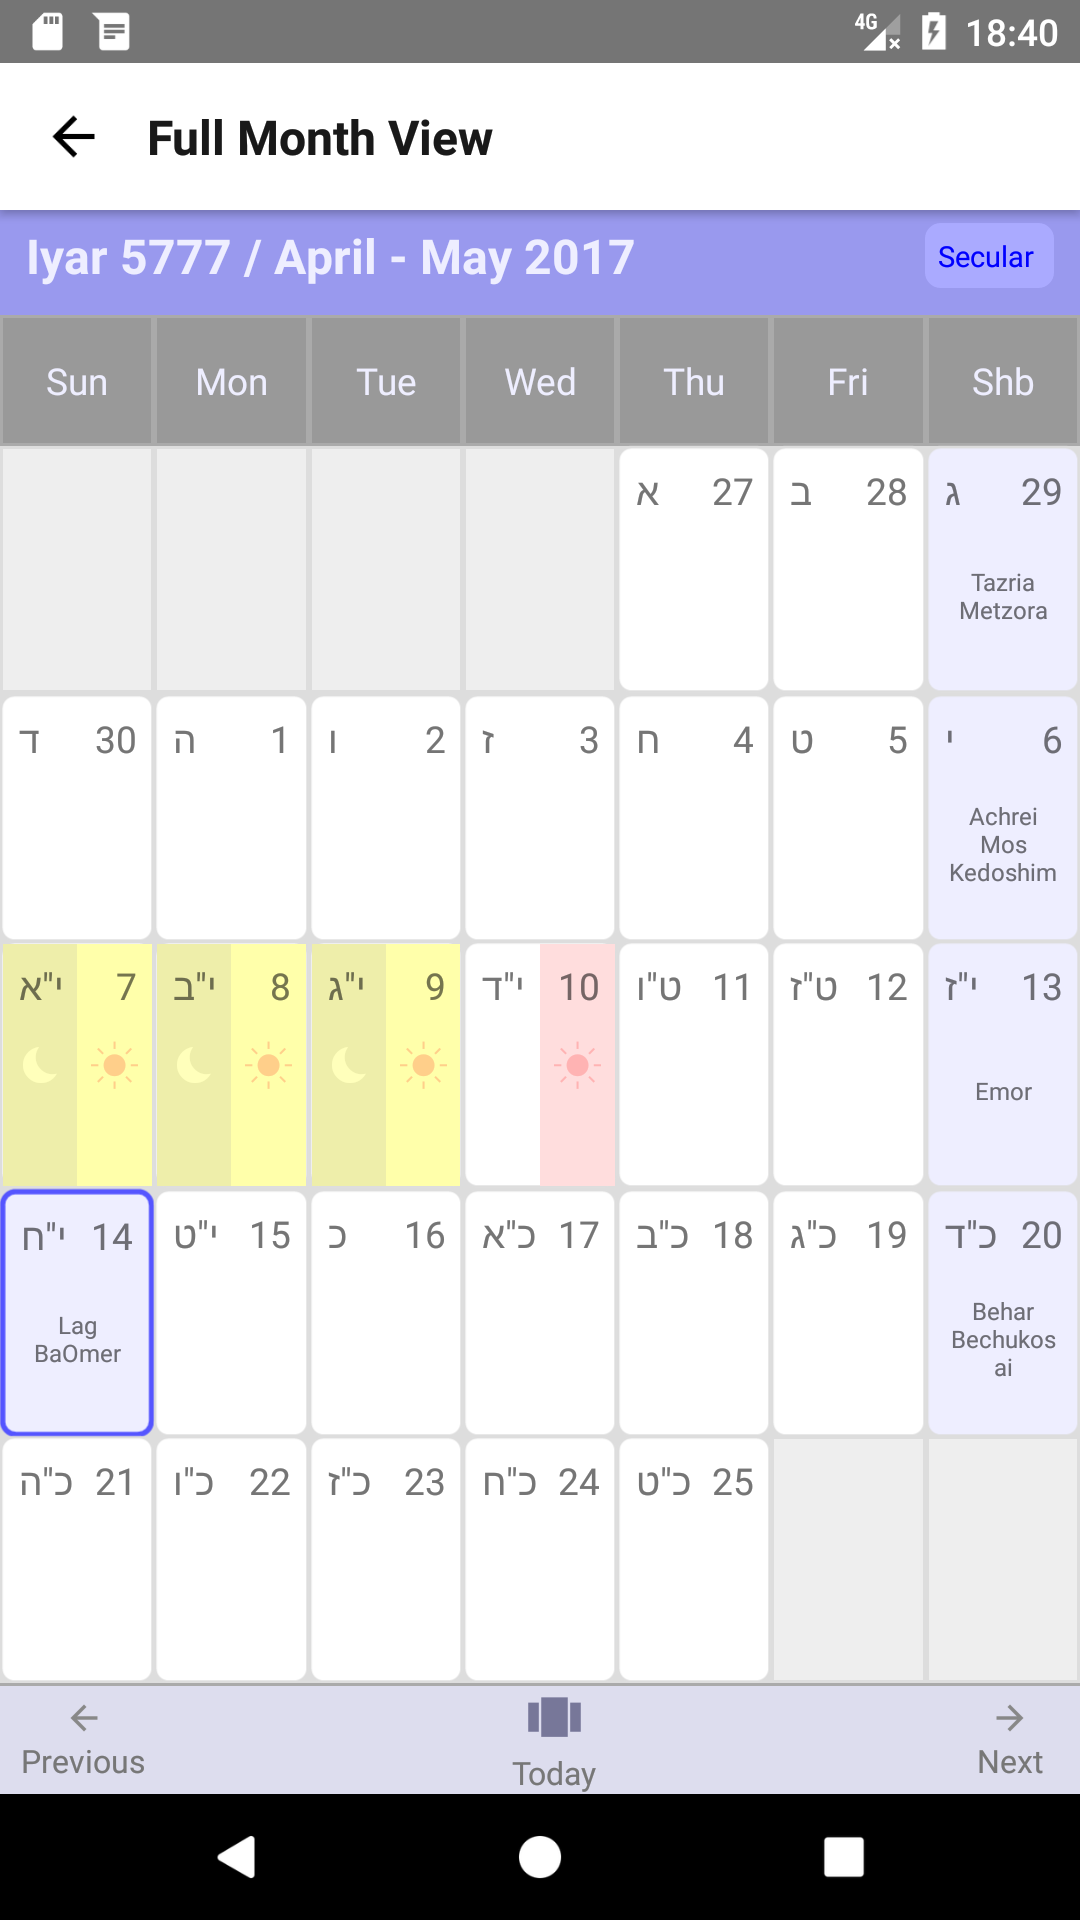 4G 18:40
Full Month View
Iyar 5777 / April - May 2017 Secular
Sun Mon Tue Wed Thu Fri Shb
א 27 ב 28 ג 29
Tazria
Metzora
ד 30 ה 1 ו 2 ז 3 ח 4 ט 5 י 6
Achrei
Mos
Kedoshim
י"א 7 י"ב 8 י"ג 9 י"ד 10 ט"ו 11 ט"ז 12 י"ז 13
Emor
י"ח 14 י"ט 15 כ 16 כ"א 17 כ"ב 18 כ"ג 19 כ"ד 20
Lag
BaOmer
Behar
Bechukos
ai
כ"ה 21 כ"ו 22 כ"ז 23 כ"ח 24 כ"ט 25
Previous Today Next